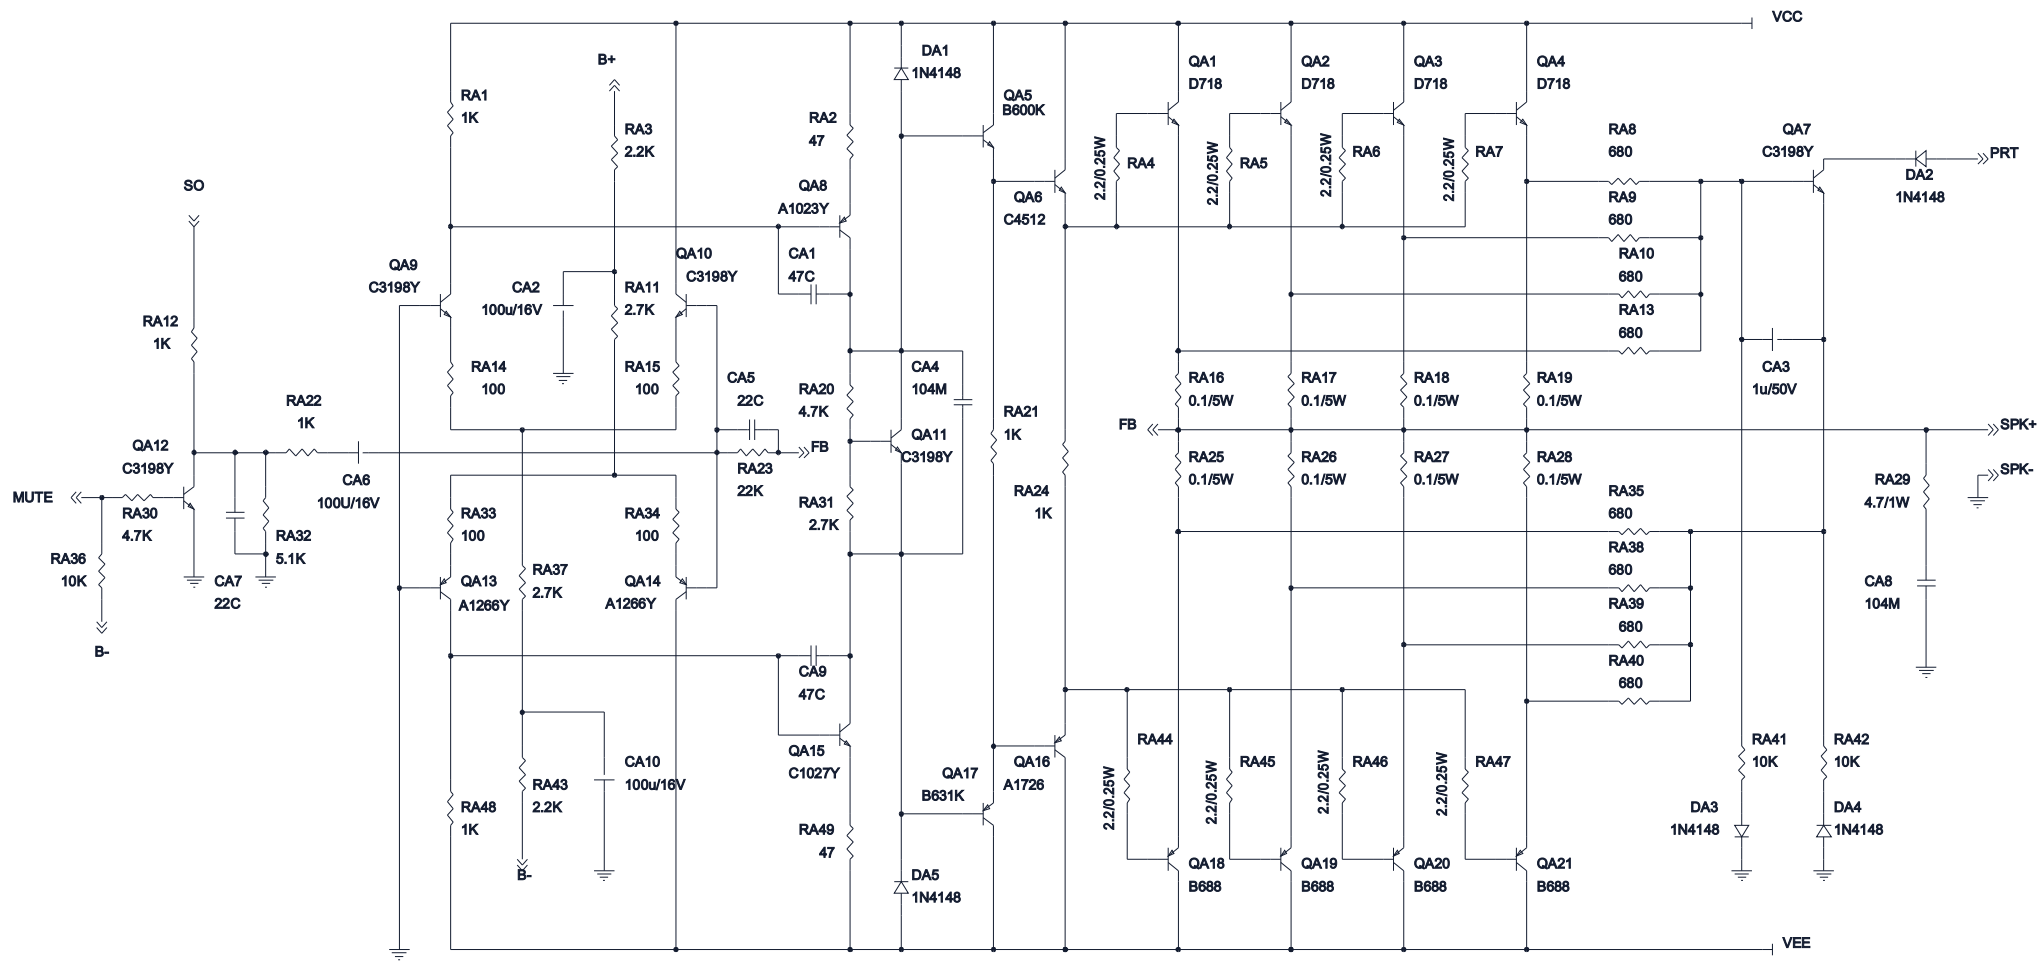 VCC
B+
DA1
1N4148
QA1
D718
QA2
D718
QA3
D718
QA4
D718
RA1
1K
QA5
B600K
RA2
47
RA3
2.2K
RA8
680
QA7
C3198Y
PRT
2.2/0.25W
RA4
2.2/0.25W
RA5
2.2/0.25W
RA6
2.2/0.25W
RA7
DA2
1N4148
SO
QA8
A1023Y
QA6
C4512
RA9
680
QA9
C3198Y
QA10
C3198Y
CA1
47C
RA10
680
CA2
100u/16V
RA11
2.7K
RA13
680
RA12
1K
RA14
100
RA15
100
CA5
22C
RA20
4.7K
CA4
104M
RA16
0.1/5W
RA17
0.1/5W
RA18
0.1/5W
RA19
0.1/5W
CA3
1u/50V
RA22
1K
RA21
1K
FB
SPK+
QA12
C3198Y
FB
QA11
C3198Y
RA25
0.1/5W
RA26
0.1/5W
RA27
0.1/5W
RA28
0.1/5W
SPK-
CA6
100U/16V
RA23
22K
RA24
1K
RA29
4.7/1W
MUTE
RA30
4.7K
RA31
2.7K
RA35
680
RA33
100
RA34
100
RA32
5.1K
RA36
10K
RA38
680
CA7
22C
QA13
A1266Y
RA37
2.7K
QA14
A1266Y
CA8
104M
RA39
680
B-
CA9
47C
RA40
680
QA15
C1027Y
QA17
B631K
QA16
A1726
RA44
2.2/0.25W
RA45
2.2/0.25W
RA46
2.2/0.25W
RA47
2.2/0.25W
RA41
10K
RA42
10K
CA10
100u/16V
RA43
2.2K
RA48
1K
DA3
1N4148
DA4
1N4148
RA49
47
B-
DA5
1N4148
QA18
B688
QA19
B688
QA20
B688
QA21
B688
VEE